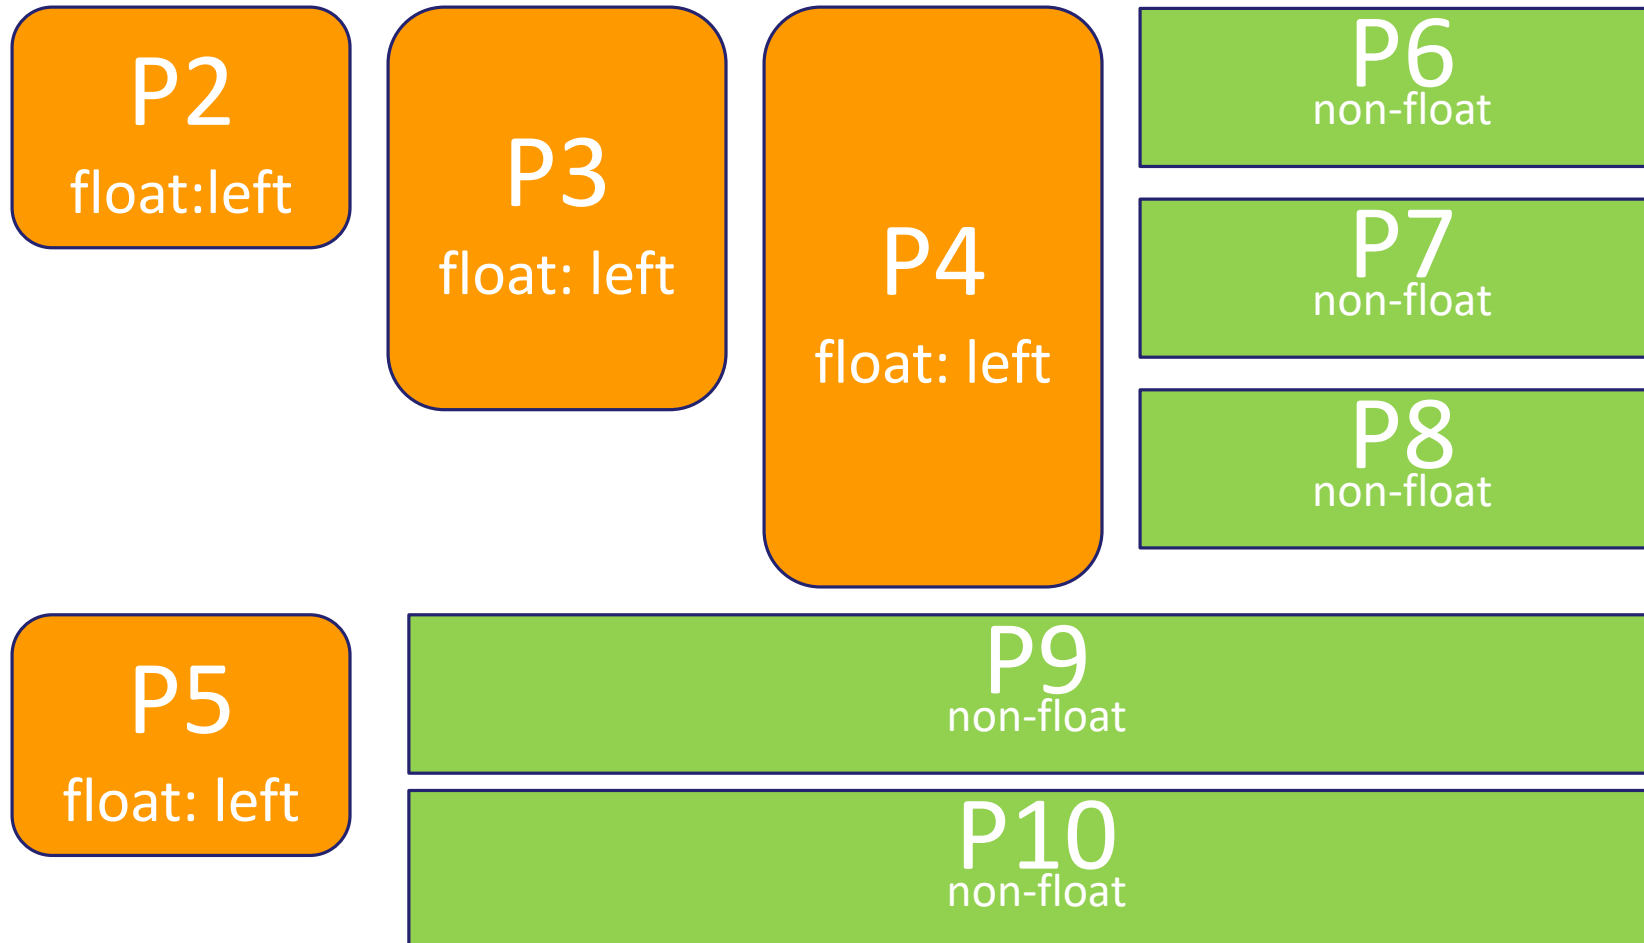 P2
float:left
P3
float: left
P4
float: left
P6
non-float
P7
non-float
P8
non-float
P5
float: left
P9
non-float
P10
non-float